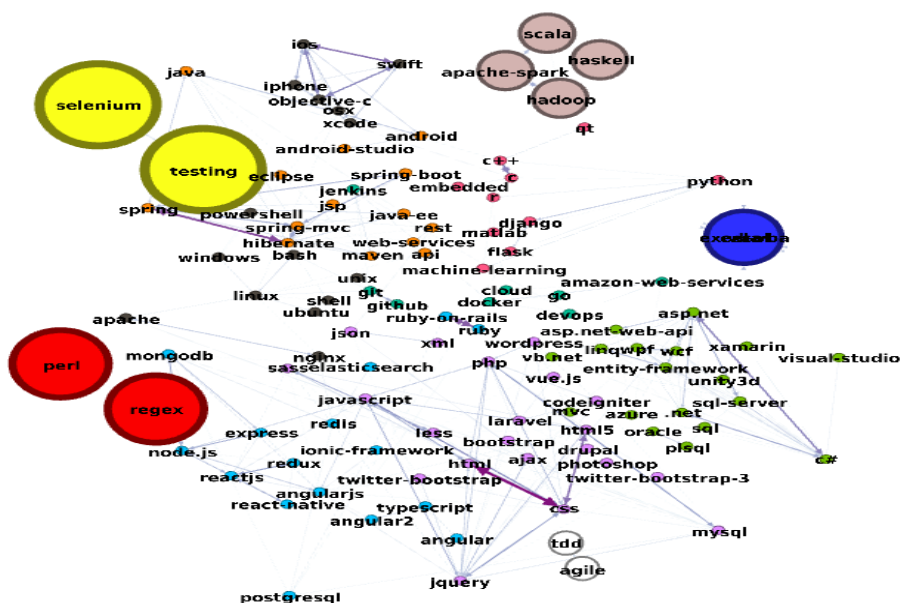 scala
ios
haskell
swift
java
apache-spark
iphone
objective-c
hadoop
selenium
osx
xcode
qt
android
android-studio
c++
testing
eclipse
spring-boot
c
python
jenkins
embedded
r
spring
powershell
jsp
java-ee
django
spring-mvc
rest
matlab
hibernate
web-services
windows
bash
maven
api
flask
machine-learning
unix
amazon-web-services
linux
git
cloud
go
shell
github
docker
ubuntu
devops
asp.net
apache
ruby-on-rails
ruby
asp.net-web-api
json
xml
wordpress
linq
wpf
wcf
xamarin
mongodb
nginx
vb.net
visual-studio
perl
sass
elasticsearch
php
entity-framework
vue.js
unity3d
javascript
codeigniter
sql-server
regex
mvc
azure
.net
redis
laravel
express
less
html5
oracle
sql
node.js
ionic-framework
bootstrap
drupal
plsql
redux
html
ajax
photoshop
c#
reactjs
twitter-bootstrap
twitter-bootstrap-3
angularjs
react-native
typescript
css
angular2
mysql
angular
tdd
agile
jquery
postgresql